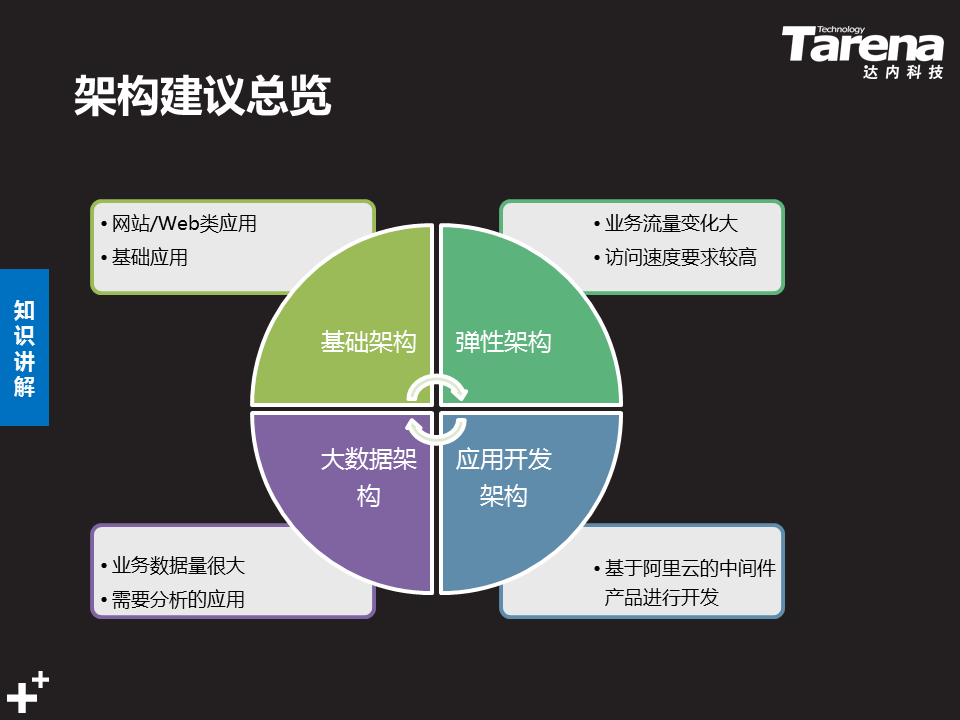 Technology
Tarena
达内科技
架构建议总览
• 网站/Web类应用
• 基础应用
• 业务流量变化大
• 访问速度要求较高
知
识
讲
解
基础架构
弹性架构
大数据架
构
应用开发
架构
• 业务数据量很大
• 需要分析的应用
• 基于阿里云的中间件
产品进行开发